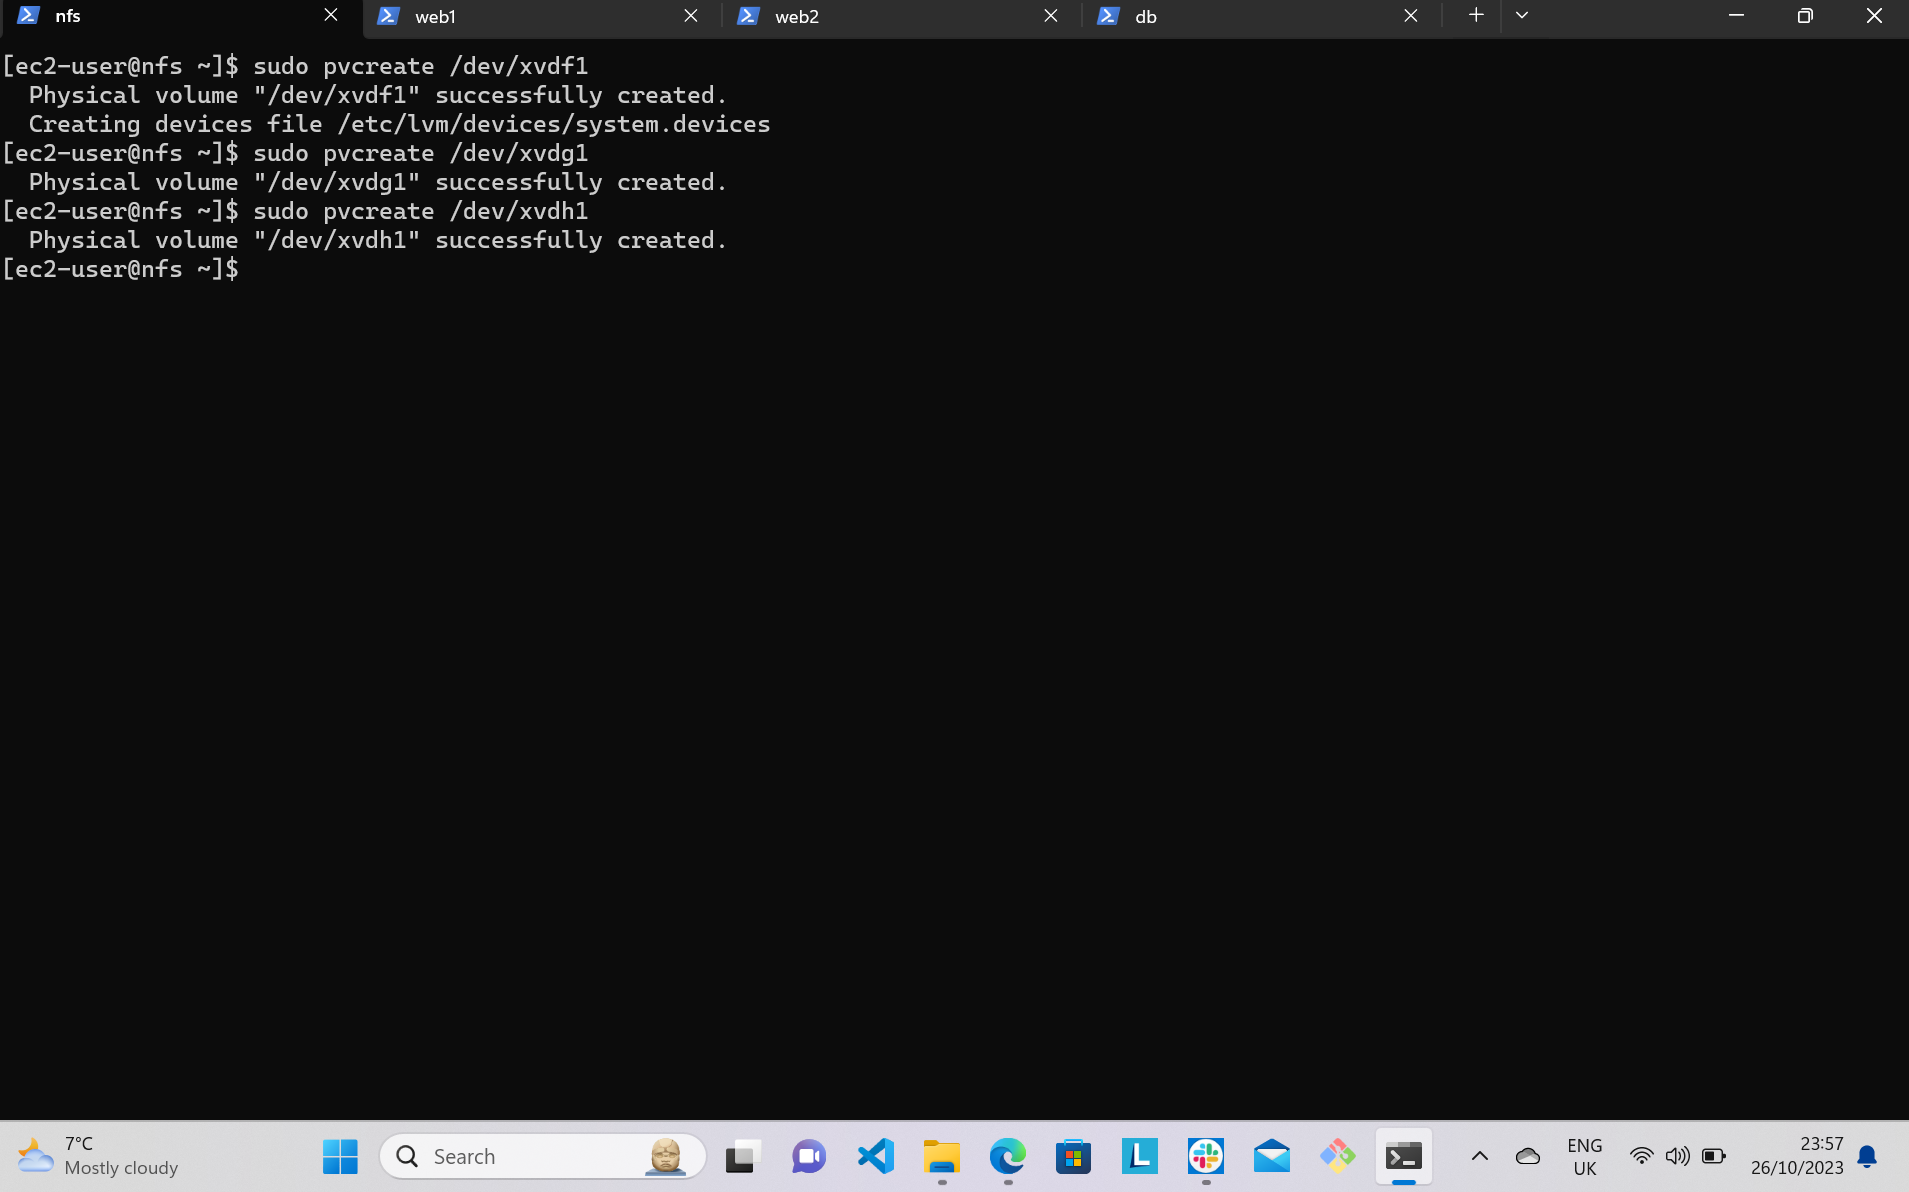 nfs
web1
web2
db
[ec2-user@nfs ~]$ sudo pvcreate /dev/xvdf1
  Physical volume "/dev/xvdf1" successfully created.
  Creating devices file /etc/lvm/devices/system.devices
[ec2-user@nfs ~]$ sudo pvcreate /dev/xvdg1
  Physical volume "/dev/xvdg1" successfully created.
[ec2-user@nfs ~]$ sudo pvcreate /dev/xvdh1
  Physical volume "/dev/xvdh1" successfully created.
[ec2-user@nfs ~]$
7°C
Mostly cloudy
Search
L
ENG
UK
23:57
26/10/2023